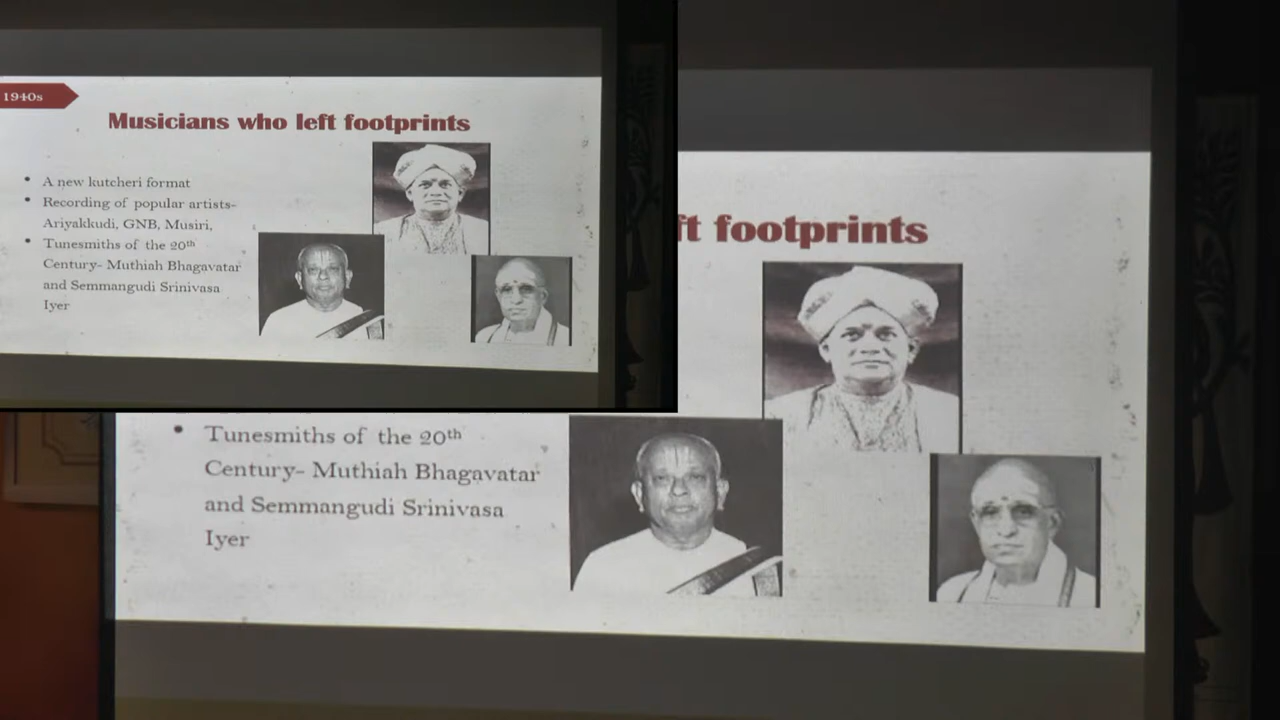 1940s
Musicians who left footprints
• A new kutcheri format
• Recording of popular artists-
Ariyakkudi, GNB, Musiri,
• Tunesmiths of the 20th
Century- Muthiah Bhagavatar
and Semmangudi Srinivasa
Iyer
ft footprints
• Tunesmiths of the 20th
Century- Muthiah Bhagavatar
and Semmangudi Srinivasa
Iyer